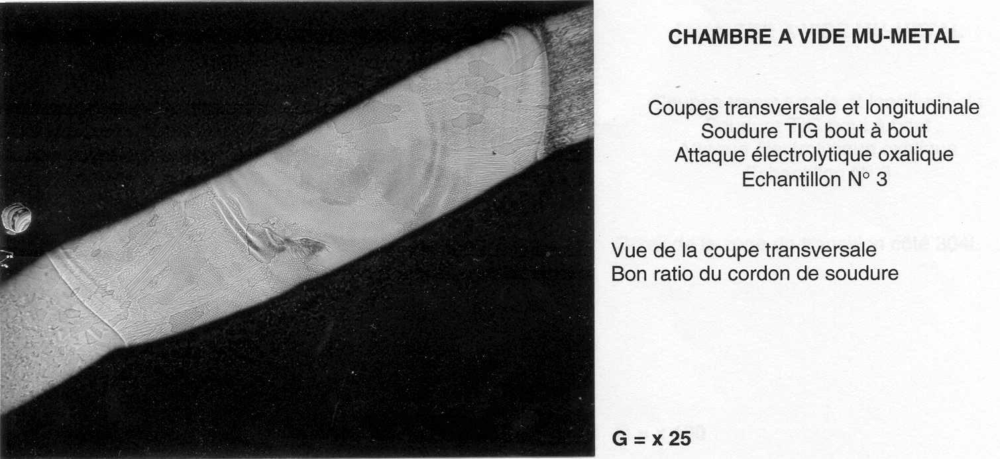 CHAMBRE A VIDE MU-METAL
Coupes transversale et longitudinale
Soudure TIG bout à bout
Attaque électrolytique oxalique
Echantillon N° 3
Vue de la coupe transversale
Bon ratio du cordon de soudure
G = x 25